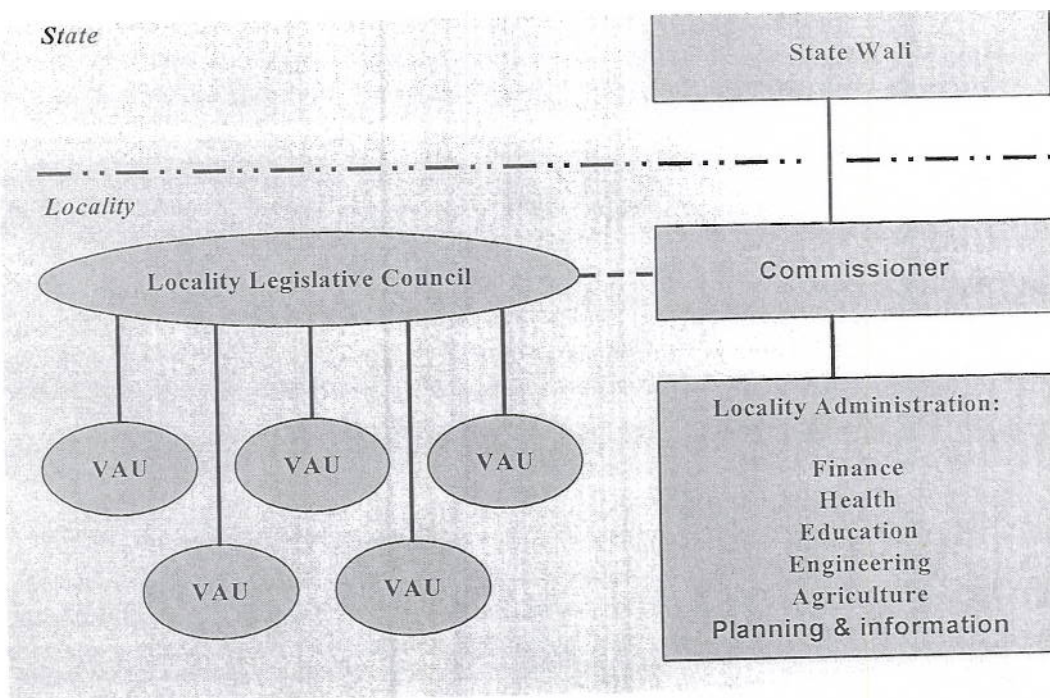 State
State Wali
Locality
Locality Legislative Council
Commissioner
VAU
VAU
VAU
VAU
VAU
Locality Administration:
Finance
Health
Education
Engineering
Agriculture
Planning & information